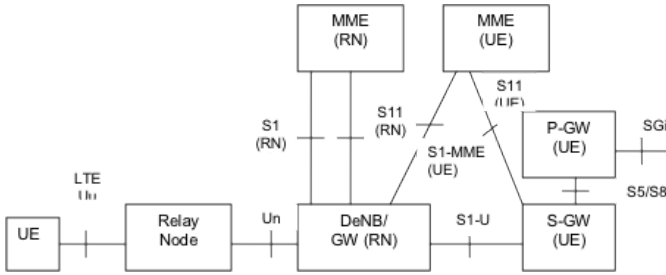 MME
(RN)
MME
(UE)
S1
(RN)
S11
(RN)
S11
(UE)
S1-MME
(UE)
P-GW
(UE)
SGi
S5/S8
LTE
Uu
UE
Relay
Node
Un
DeNB/
GW (RN)
S1-U
S-GW
(UE)